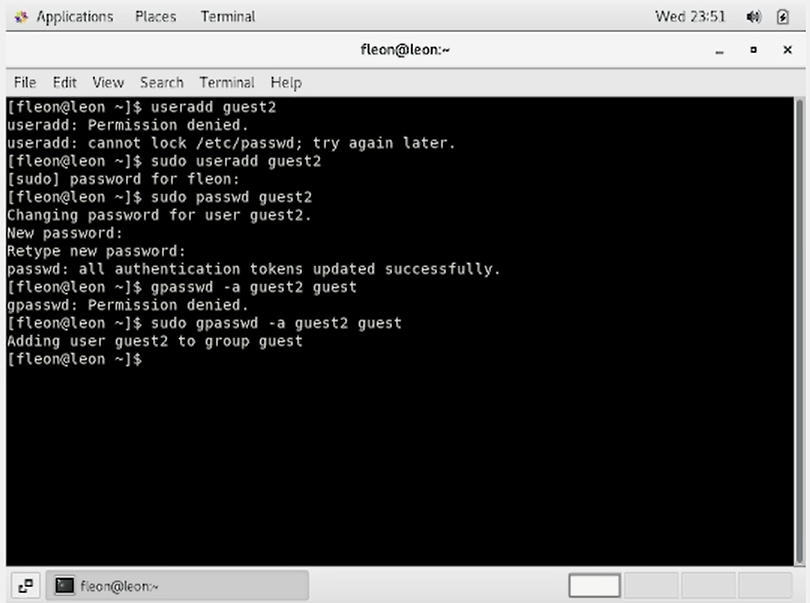 Applications Places Terminal Wed 23:51
fleon@leon:~
File Edit View Search Terminal Help
[fleon@leon ~]$ useradd guest2
useradd: Permission denied.
useradd: cannot lock /etc/passwd; try again later.
[fleon@leon ~]$ sudo useradd guest2
[sudo] password for fleon:
[fleon@leon ~]$ sudo passwd guest2
Changing password for user guest2.
New password:
Retype new password:
passwd: all authentication tokens updated successfully.
[fleon@leon ~]$ gpasswd -a guest2 guest
gpasswd: Permission denied.
[fleon@leon ~]$ sudo gpasswd -a guest2 guest
Adding user guest2 to group guest
[fleon@leon ~]$
fleon@leon:~